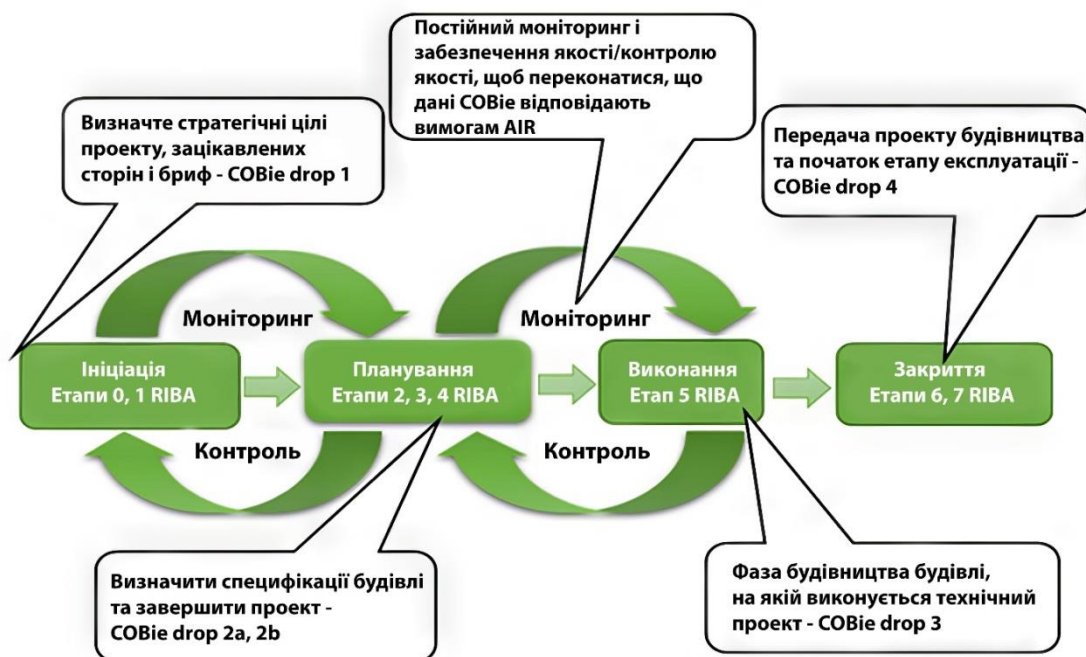 Постійний моніторинг і
забезпечення якості/контролю
якості, щоб переконатися, що
дані COBie відповідають
вимогам AIR
Визначте стратегічні цілі
проекту, зацікавлених
сторін і бриф - COBie drop 1
Передача проекту будівництва
та початок етапу експлуатації -
COBie drop 4
Моніторинг
Моніторинг
Ініціація
Етапи 0, 1 RIBA
Планування
Етапи 2, 3, 4 RIBA
Виконання
Етап 5 RIBA
Закриття
Етапи 6, 7 RIBA
Контроль
Контроль
Визначити специфікації будівлі
та завершити проект -
COBie drop 2a, 2b
Фаза будівництва будівлі,
на якій виконується технічний
проект - COBie drop 3